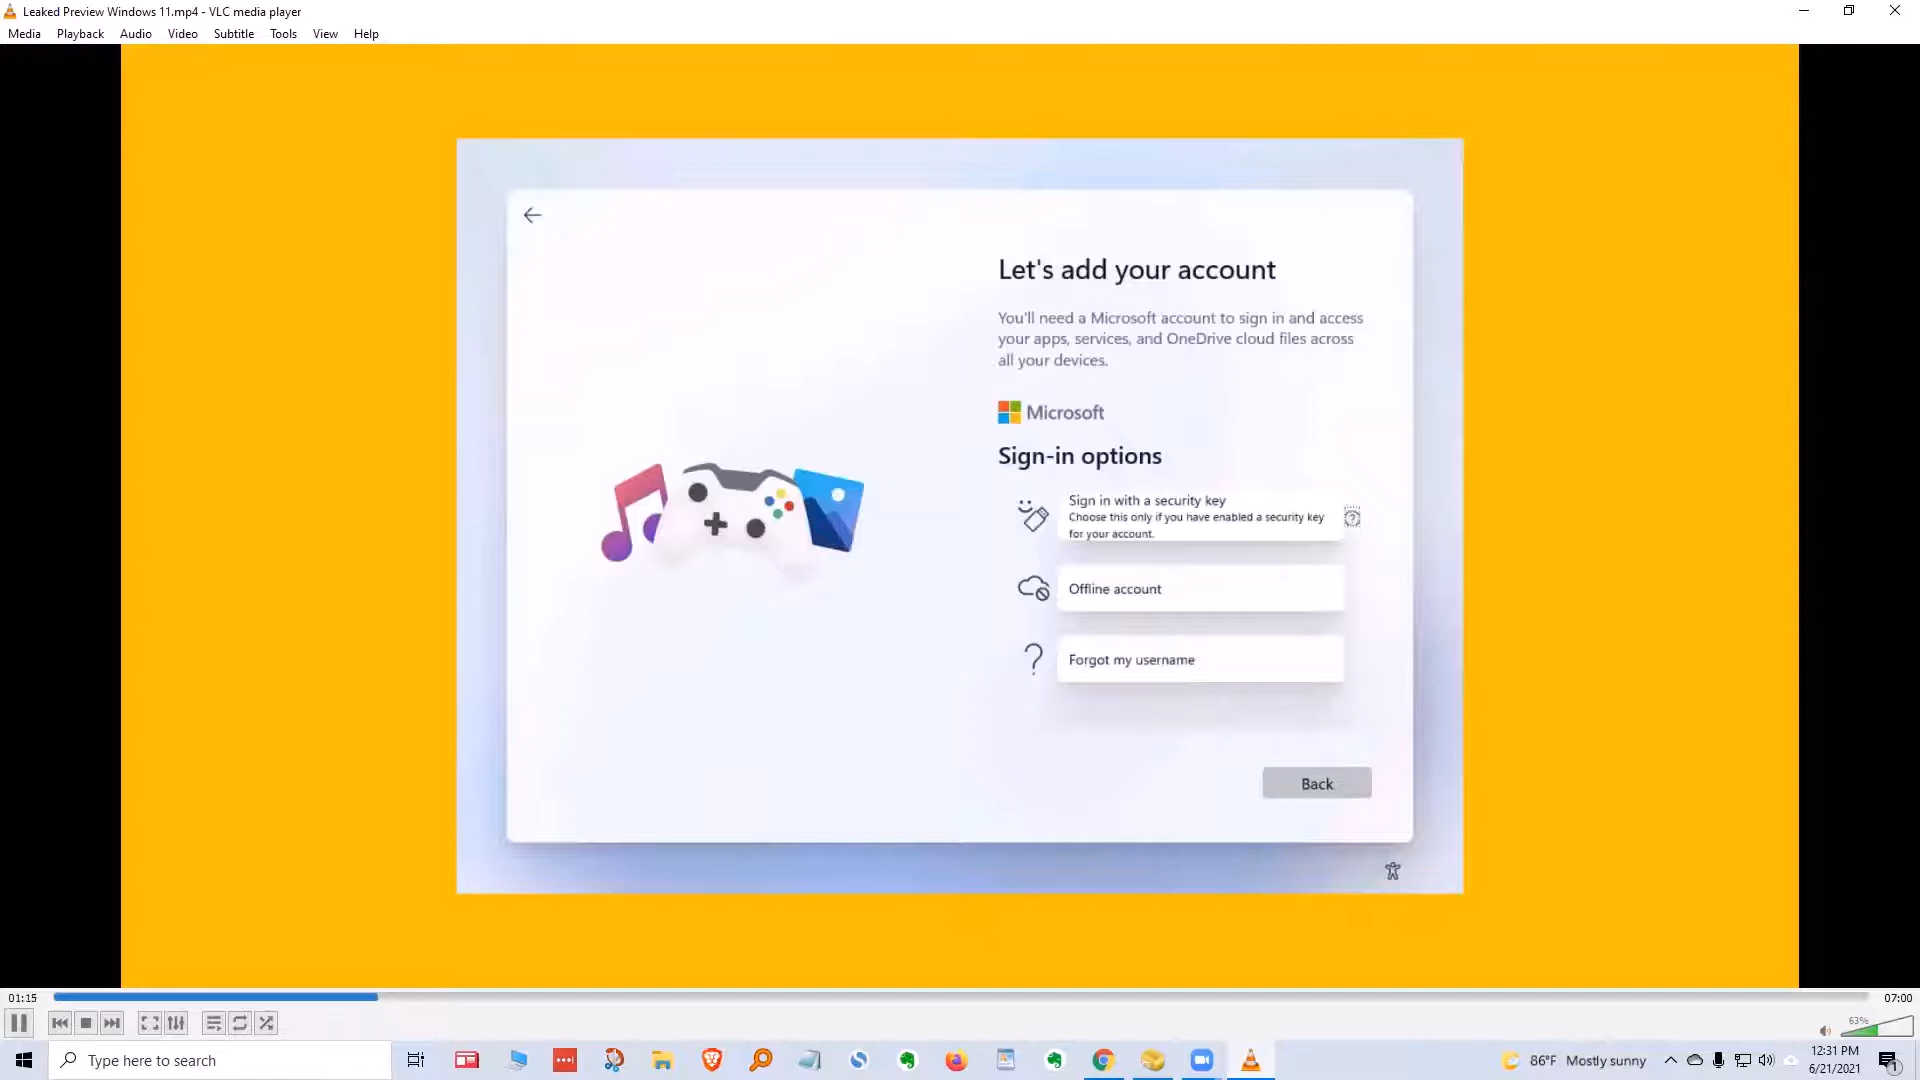 Leaked Preview Windows 11.mp4 - VLC media player
Media Playback Audio Video Subtitle Tools View Help
Let's add your account
You'll need a Microsoft account to sign in and access
your apps, services, and OneDrive cloud files across
all your devices.
Microsoft
Sign-in options
Sign in with a security key
Choose this only if you have enabled a security key
for your account.
?
Offline account
? Forgot my username
Back
01:15 07:00
63%
Type here to search
86°F Mostly sunny
12:31 PM
6/21/2021
1